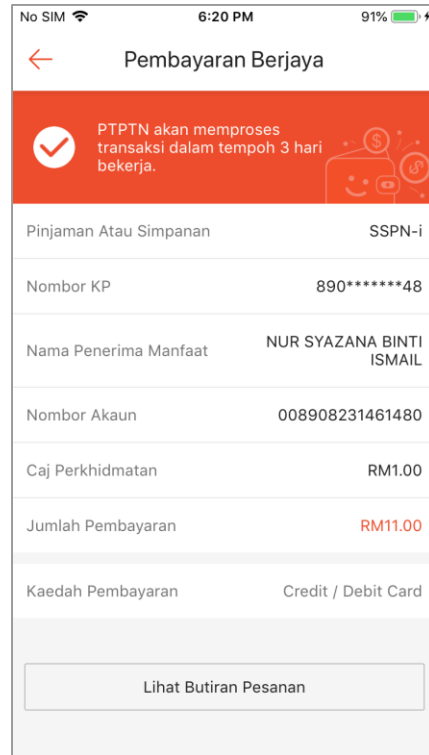 No SIM 6:20 PM 91%
Pembayaran Berjaya
PTPTN akan memproses
transaksi dalam tempoh 3 hari
bekerja.
Pinjaman Atau Simpanan SSPN-i
Nombor KP 890*******48
Nama Penerima Manfaat NUR SYAZANA BINTI
ISMAIL
Nombor Akaun 008908231461480
Caj Perkhidmatan RM1.00
Jumlah Pembayaran RM11.00
Kaedah Pembayaran Credit / Debit Card
Lihat Butiran Pesanan